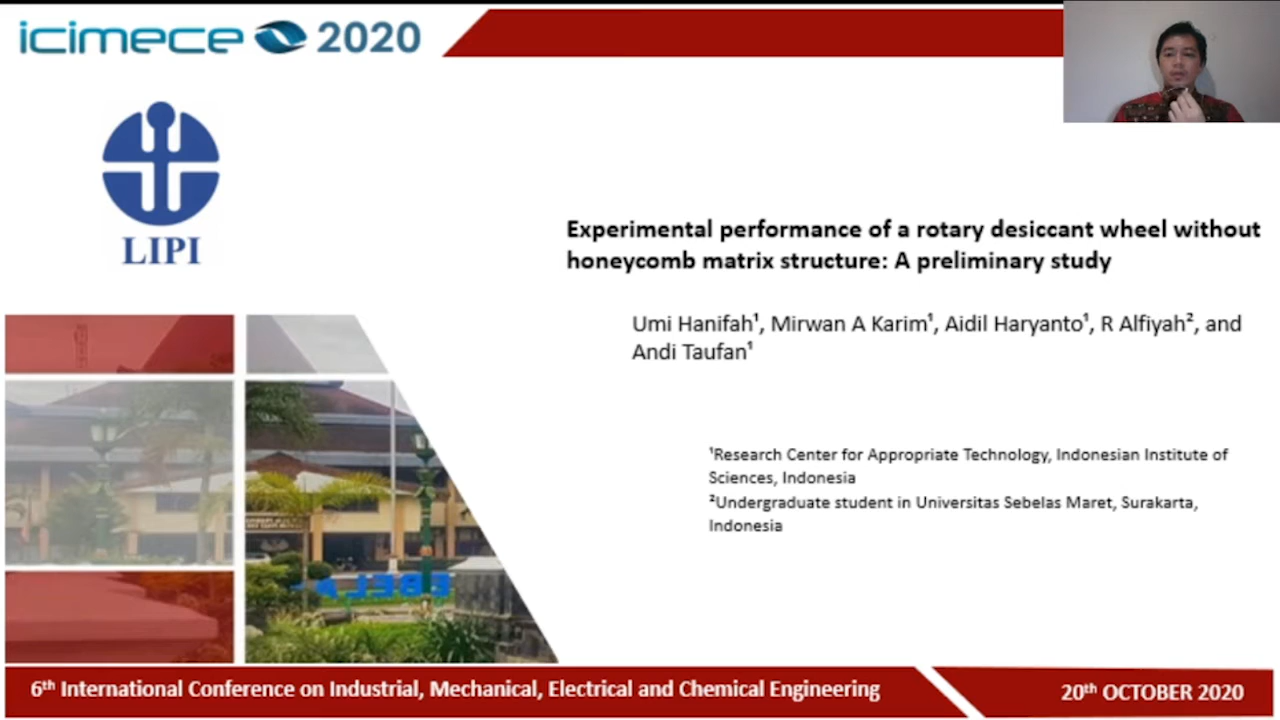 icimece 2020
LIPI
Experimental performance of a rotary desiccant wheel without
honeycomb matrix structure: A preliminary study
Umi Hanifah¹, Mirwan A Karim¹, Aidil Haryanto¹, R Alfiyah², and
Andi Taufan¹
¹Research Center for Appropriate Technology, Indonesian Institute of
Sciences, Indonesia
²Undergraduate student in Universitas Sebelas Maret, Surakarta,
Indonesia
6th International Conference on Industrial, Mechanical, Electrical and Chemical Engineering
20th OCTOBER 2020